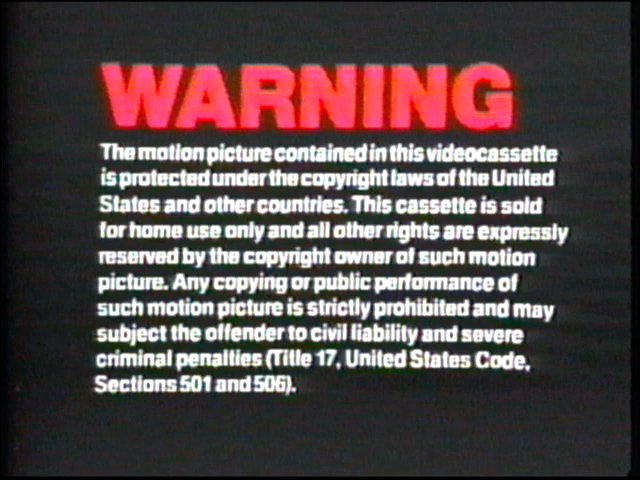 WARNING
The motion picture contained in this videocassette
is protected under the copyright laws of the United
States and other countries. This cassette is sold
for home use only and all other rights are expressly
reserved by the copyright owner of such motion
picture. Any copying or public performance of
such motion picture is strictly prohibited and may
subject the offender to civil liability and severe
criminal penalties (Title 17, United States Code,
Sections 501 and 506).